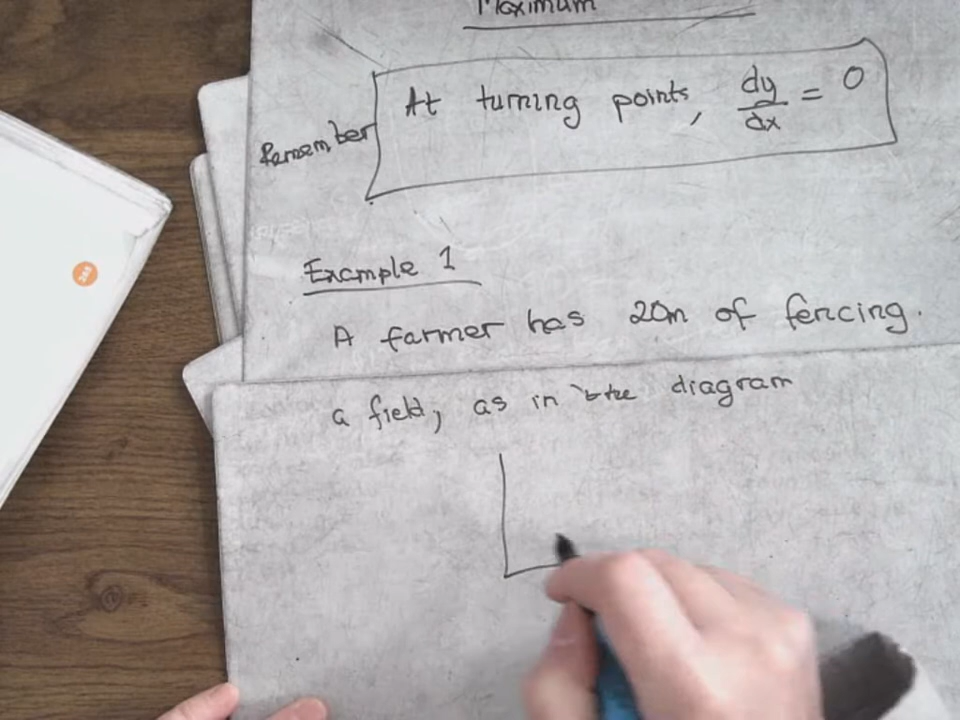 Maximum
At turning points, dy/dx = 0
Remember
Example 1
A farmer has 20m of fencing.
a field, as in the diagram